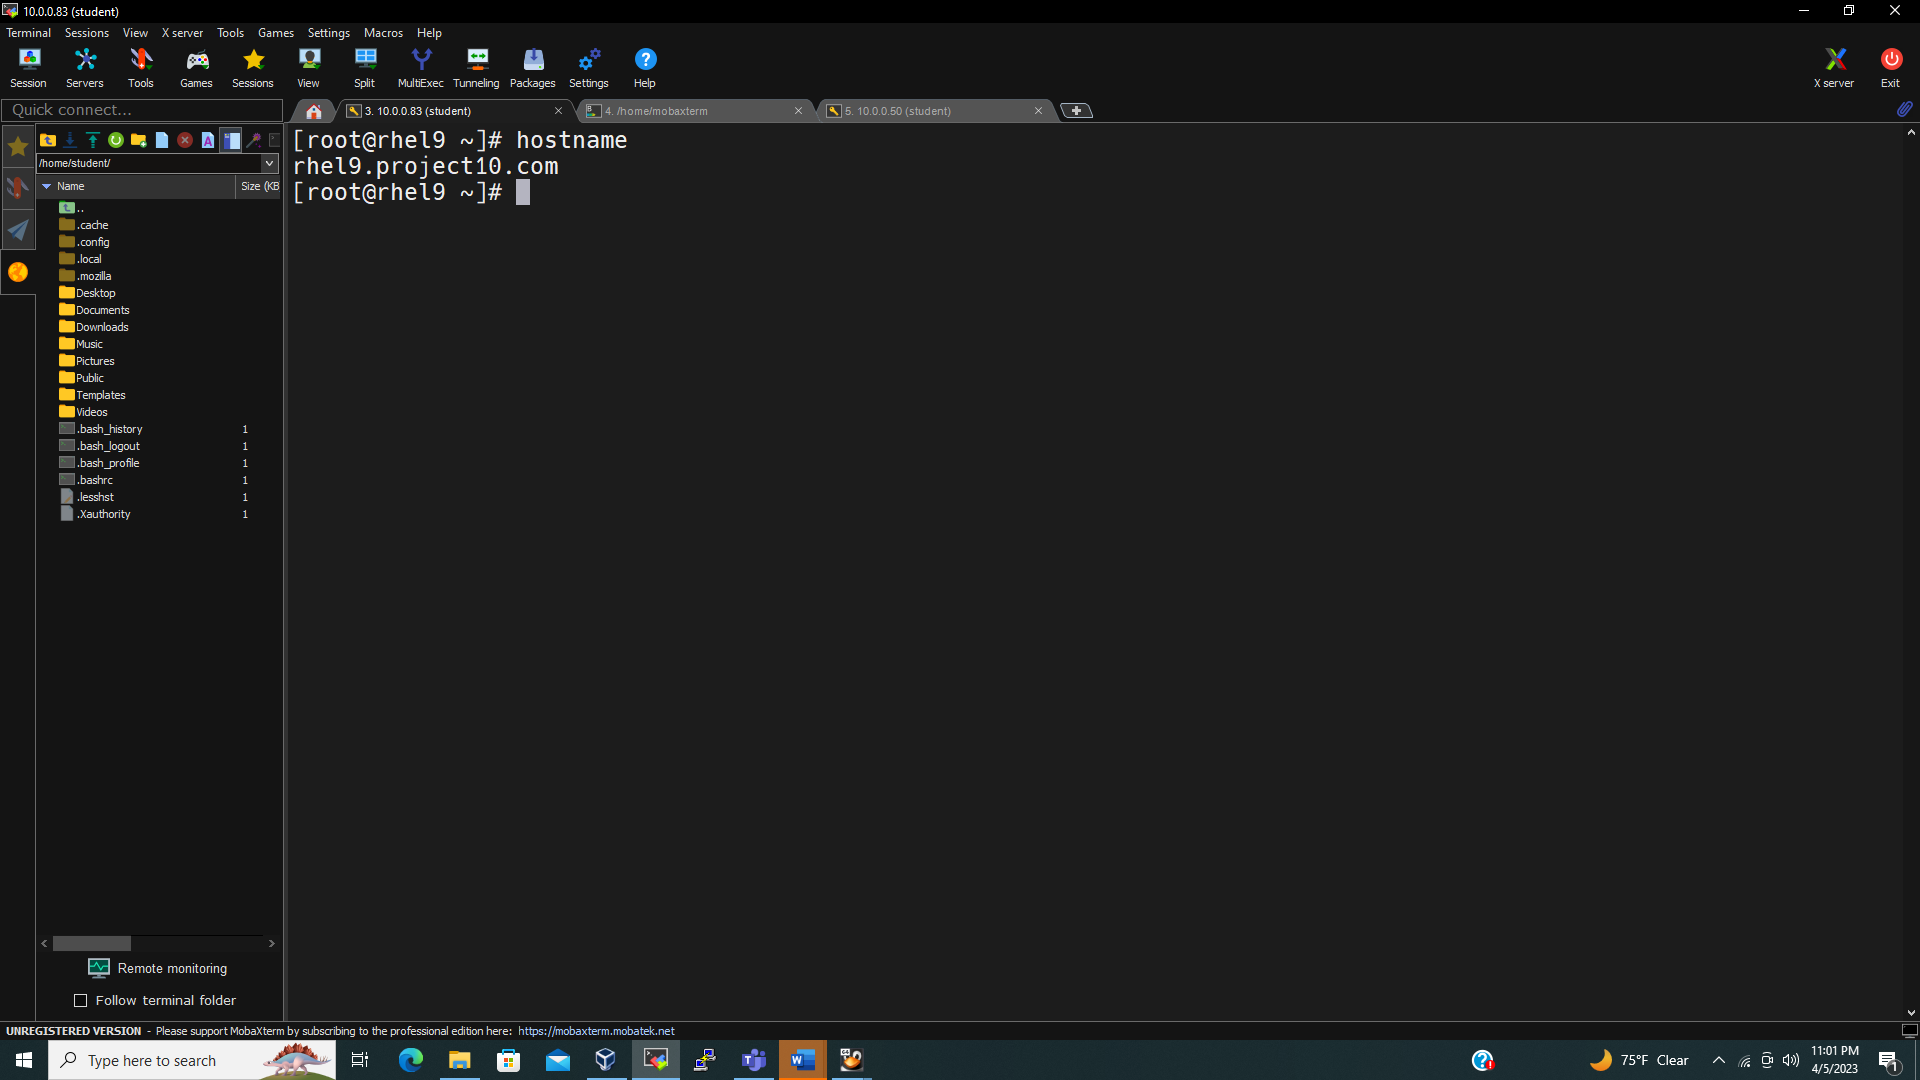 10.0.0.83 (student)
Terminal Sessions View X server Tools Games Settings Macros Help
Session Servers Tools Games Sessions View Split MultiExec Tunneling Packages Settings Help X server Exit
Quick connect...
3. 10.0.0.83 (student)
4. /home/mobaxterm
5. 10.0.0.50 (student)
/home/student/
Name Size (KB
..
.cache
.config
.local
.mozilla
Desktop
Documents
Downloads
Music
Pictures
Public
Templates
Videos
.bash_history 1
.bash_logout 1
.bash_profile 1
.bashrc 1
.lesshst 1
.Xauthority 1
[root@rhel9 ~]# hostname
rhel9.project10.com
[root@rhel9 ~]#
Remote monitoring
Follow terminal folder
UNREGISTERED VERSION - Please support MobaXterm by subscribing to the professional edition here: https://mobaxterm.mobatek.net
Type here to search
75°F Clear
11:01 PM
4/5/2023
1